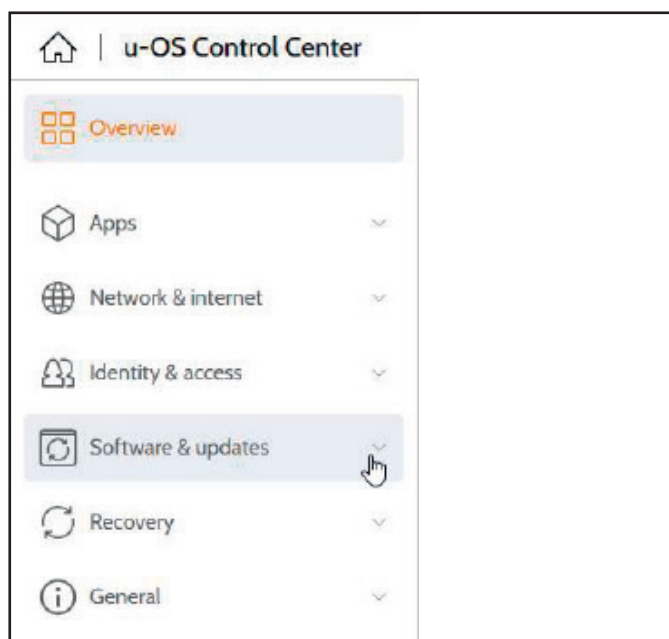 u-OS Control Center
Overview
Apps
Network & internet
Identity & access
Software & updates
Recovery
General